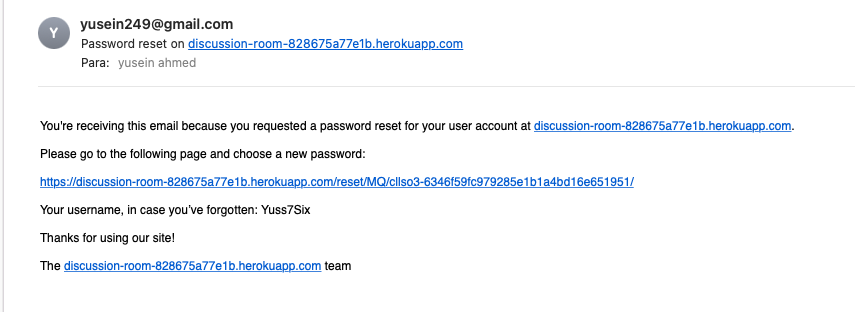 Y
yusein249@gmail.com
Password reset on discussion-room-828675a77e1b.herokuapp.com
Para: yusein ahmed
You're receiving this email because you requested a password reset for your user account at discussion-room-828675a77e1b.herokuapp.com.
Please go to the following page and choose a new password:
https://discussion-room-828675a77e1b.herokuapp.com/reset/MQ/cllso3-6346f59fc979285e1b1a4bd16e651951/
Your username, in case you've forgotten: Yuss7Six
Thanks for using our site!
The discussion-room-828675a77e1b.herokuapp.com team